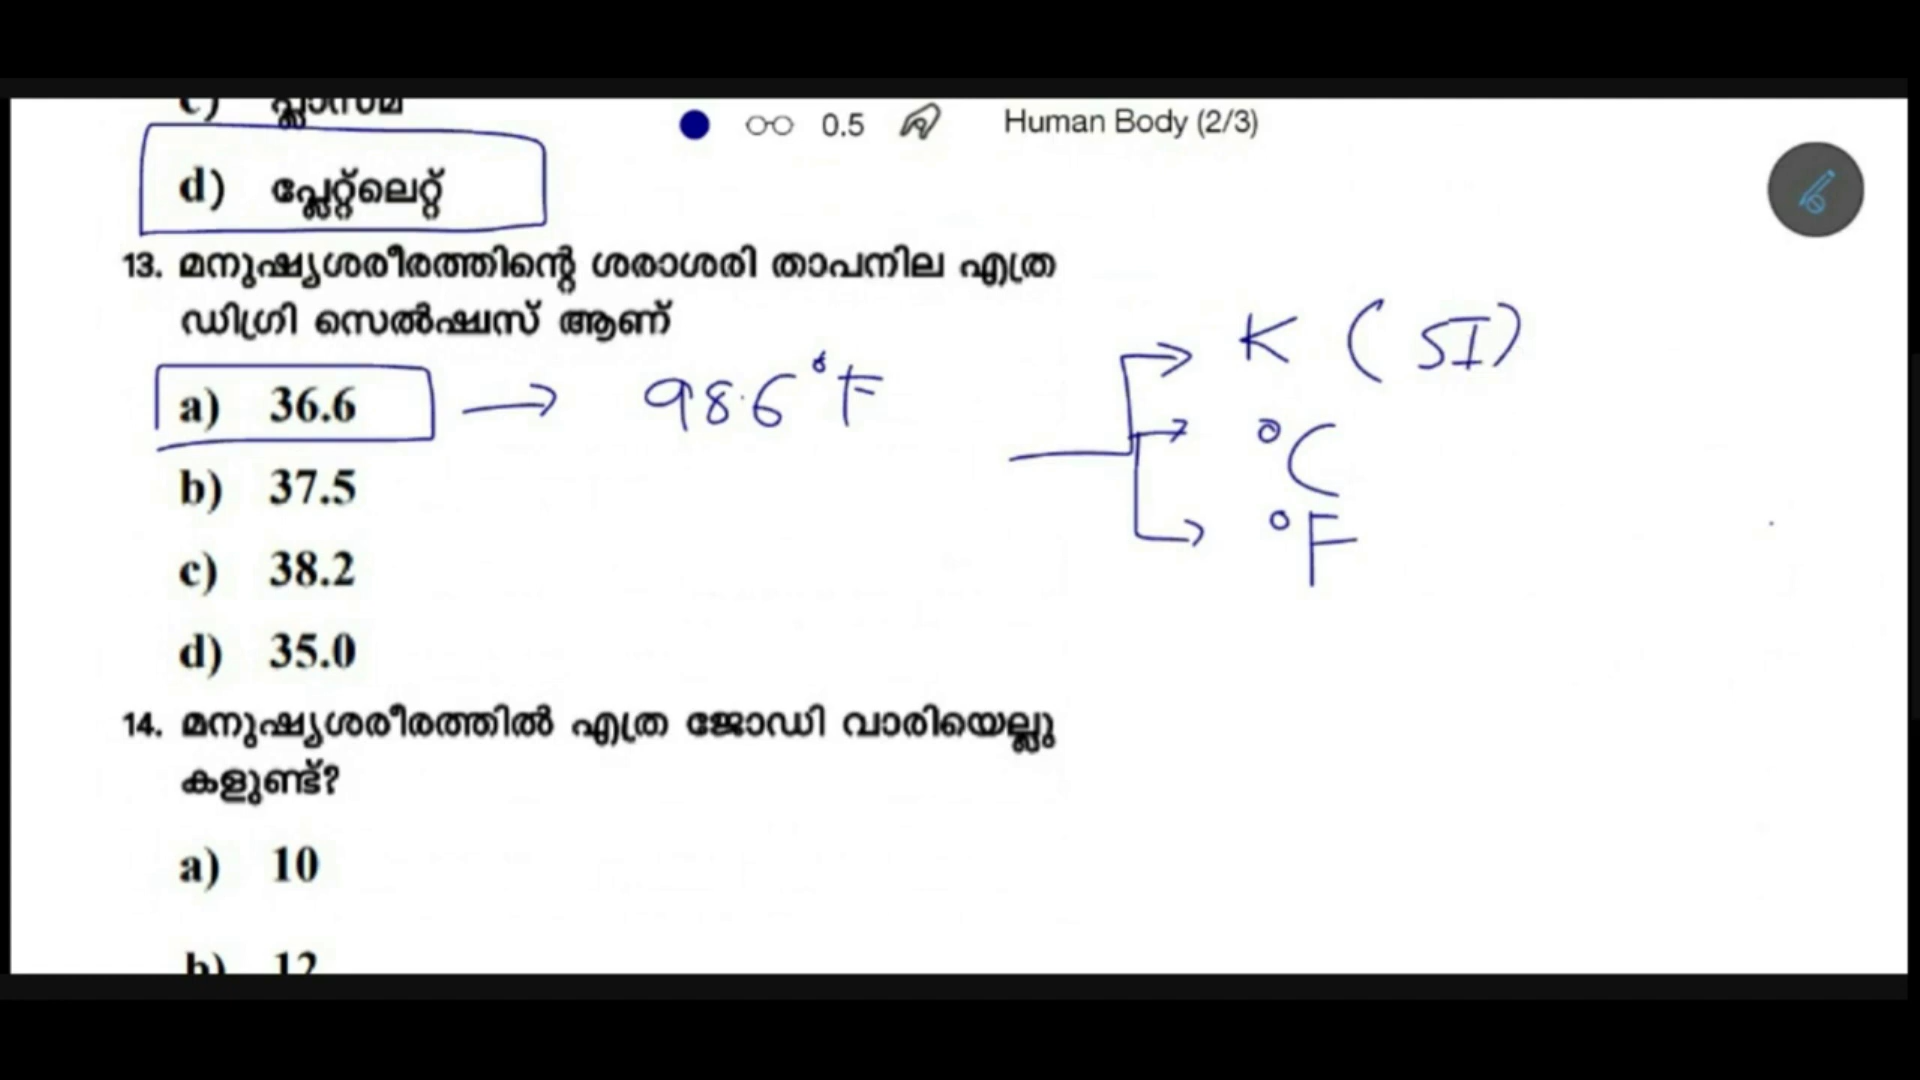 c) പ്ലാസ്മ
0.5 Human Body (2/3)
d) പ്ലേറ്റ്ലെറ്റ്
13. മനുഷ്യശരീരത്തിന്റെ ശരാശരി താപനില എത്ര
ഡിഗ്രി സെൽഷ്യസ് ആണ്
K (SI)
a) 36.6 → 98.6°F
°C
b) 37.5
°F
c) 38.2
d) 35.0
14. മനുഷ്യശരീരത്തിൽ എത്ര ജോഡി വാരിയെല്ലു
കളുണ്ട്?
a) 10
b) 12